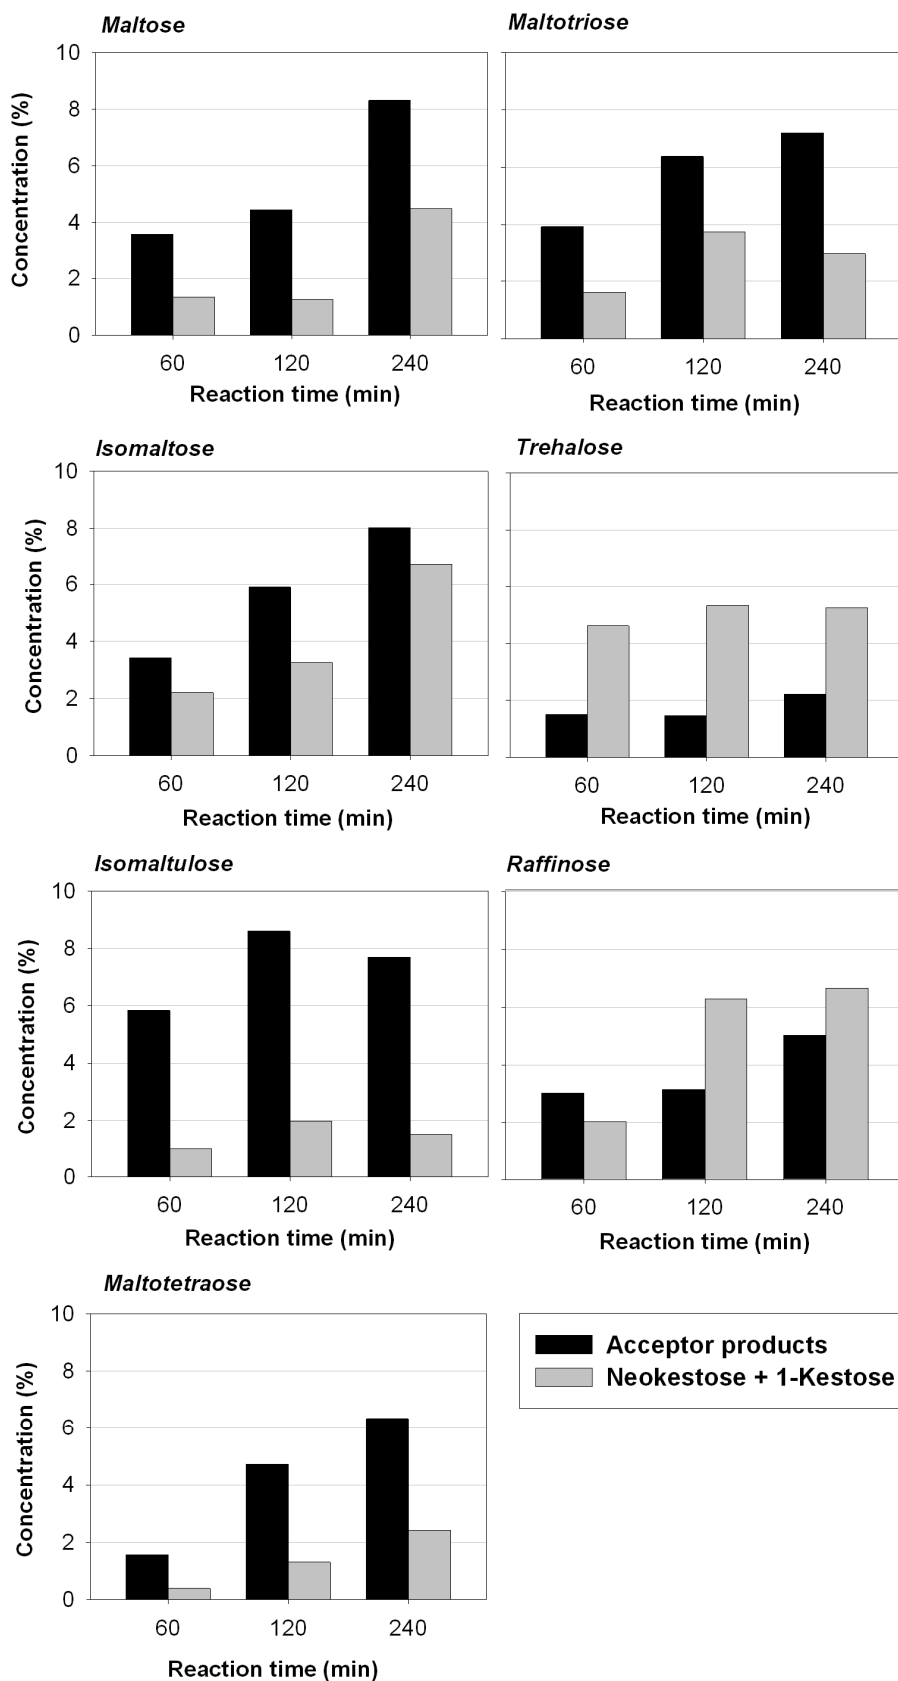 Maltose
Maltotriose
10
8
6
4
2
0
Concentration (%)
60 120 240
Reaction time (min)
60 120 240
Reaction time (min)
Isomaltose
Trehalose
10
8
6
4
2
0
Concentration (%)
60 120 240
Reaction time (min)
60 120 240
Reaction time (min)
Isomaltulose
Raffinose
10
8
6
4
2
0
Concentration (%)
60 120 240
Reaction time (min)
60 120 240
Reaction time (min)
Maltotetraose
10
8
6
4
2
0
Concentration (%)
60 120 240
Reaction time (min)
Acceptor products
Neokestose + 1-Kestose